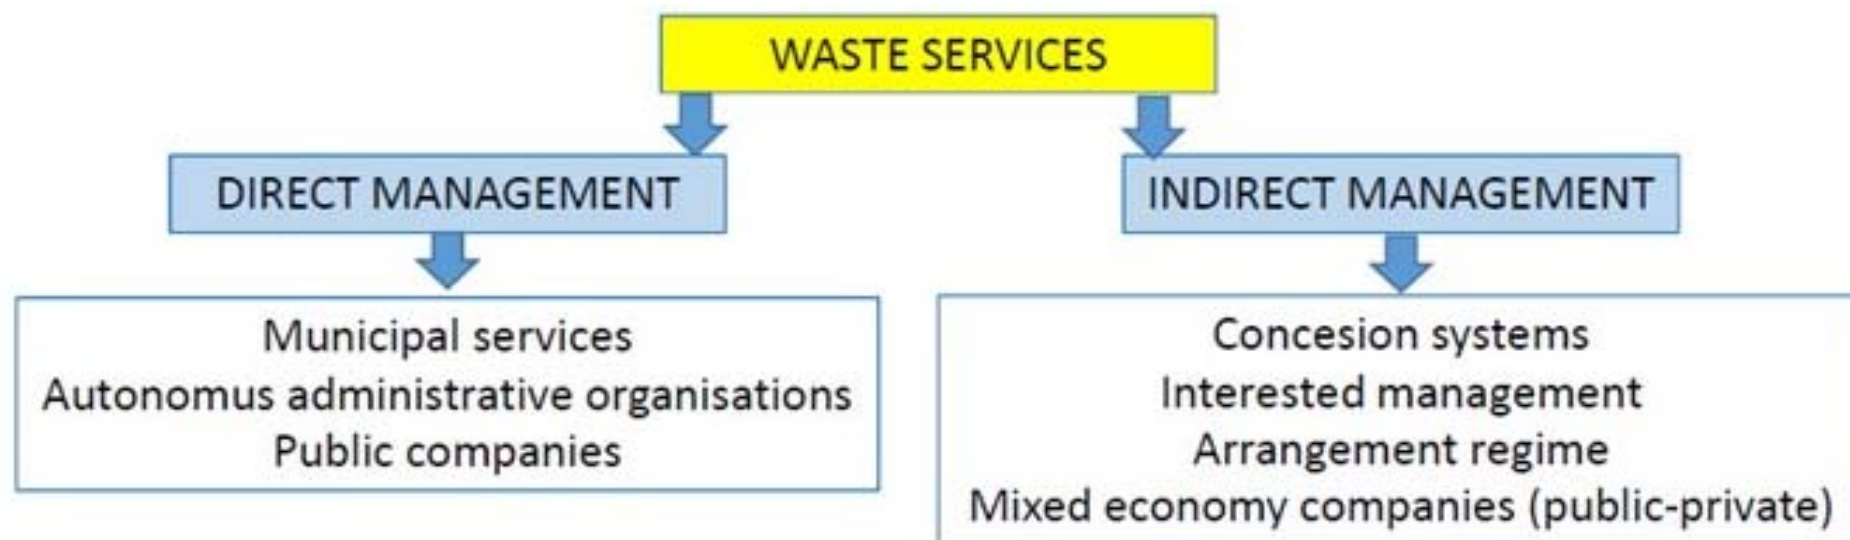 WASTE SERVICES
DIRECT MANAGEMENT
INDIRECT MANAGEMENT
Municipal services
Autonomus administrative organisations
Public companies
Concesion systems
Interested management
Arrangement regime
Mixed economy companies (public-private)